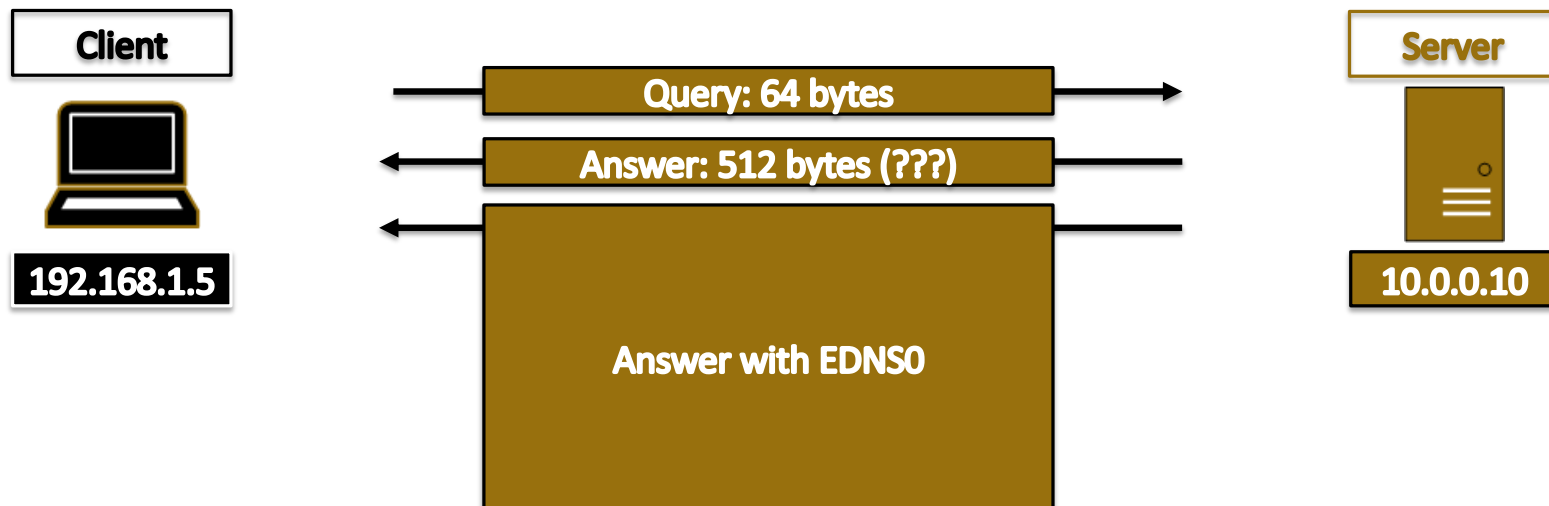 Client
Server
Query: 64 bytes
Answer: 512 bytes (???)
192.168.1.5
10.0.0.10
Answer with EDNS0